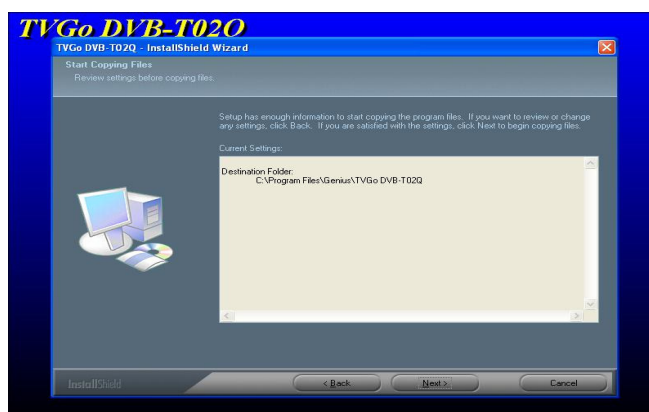 TVGo DVB-T02Q
TVGo DVB-T02Q - InstallShield Wizard
Start Copying Files
Review settings before copying files.
Setup has enough information to start copying the program files. If you want to review or change
any settings, click Back. If you are satisfied with the settings, click Next to begin copying files.
Current Settings:
Destination Folder:
C:\Program Files\Genius\TVGo DVB-T02Q
InstallShield
< Back
Next >
Cancel